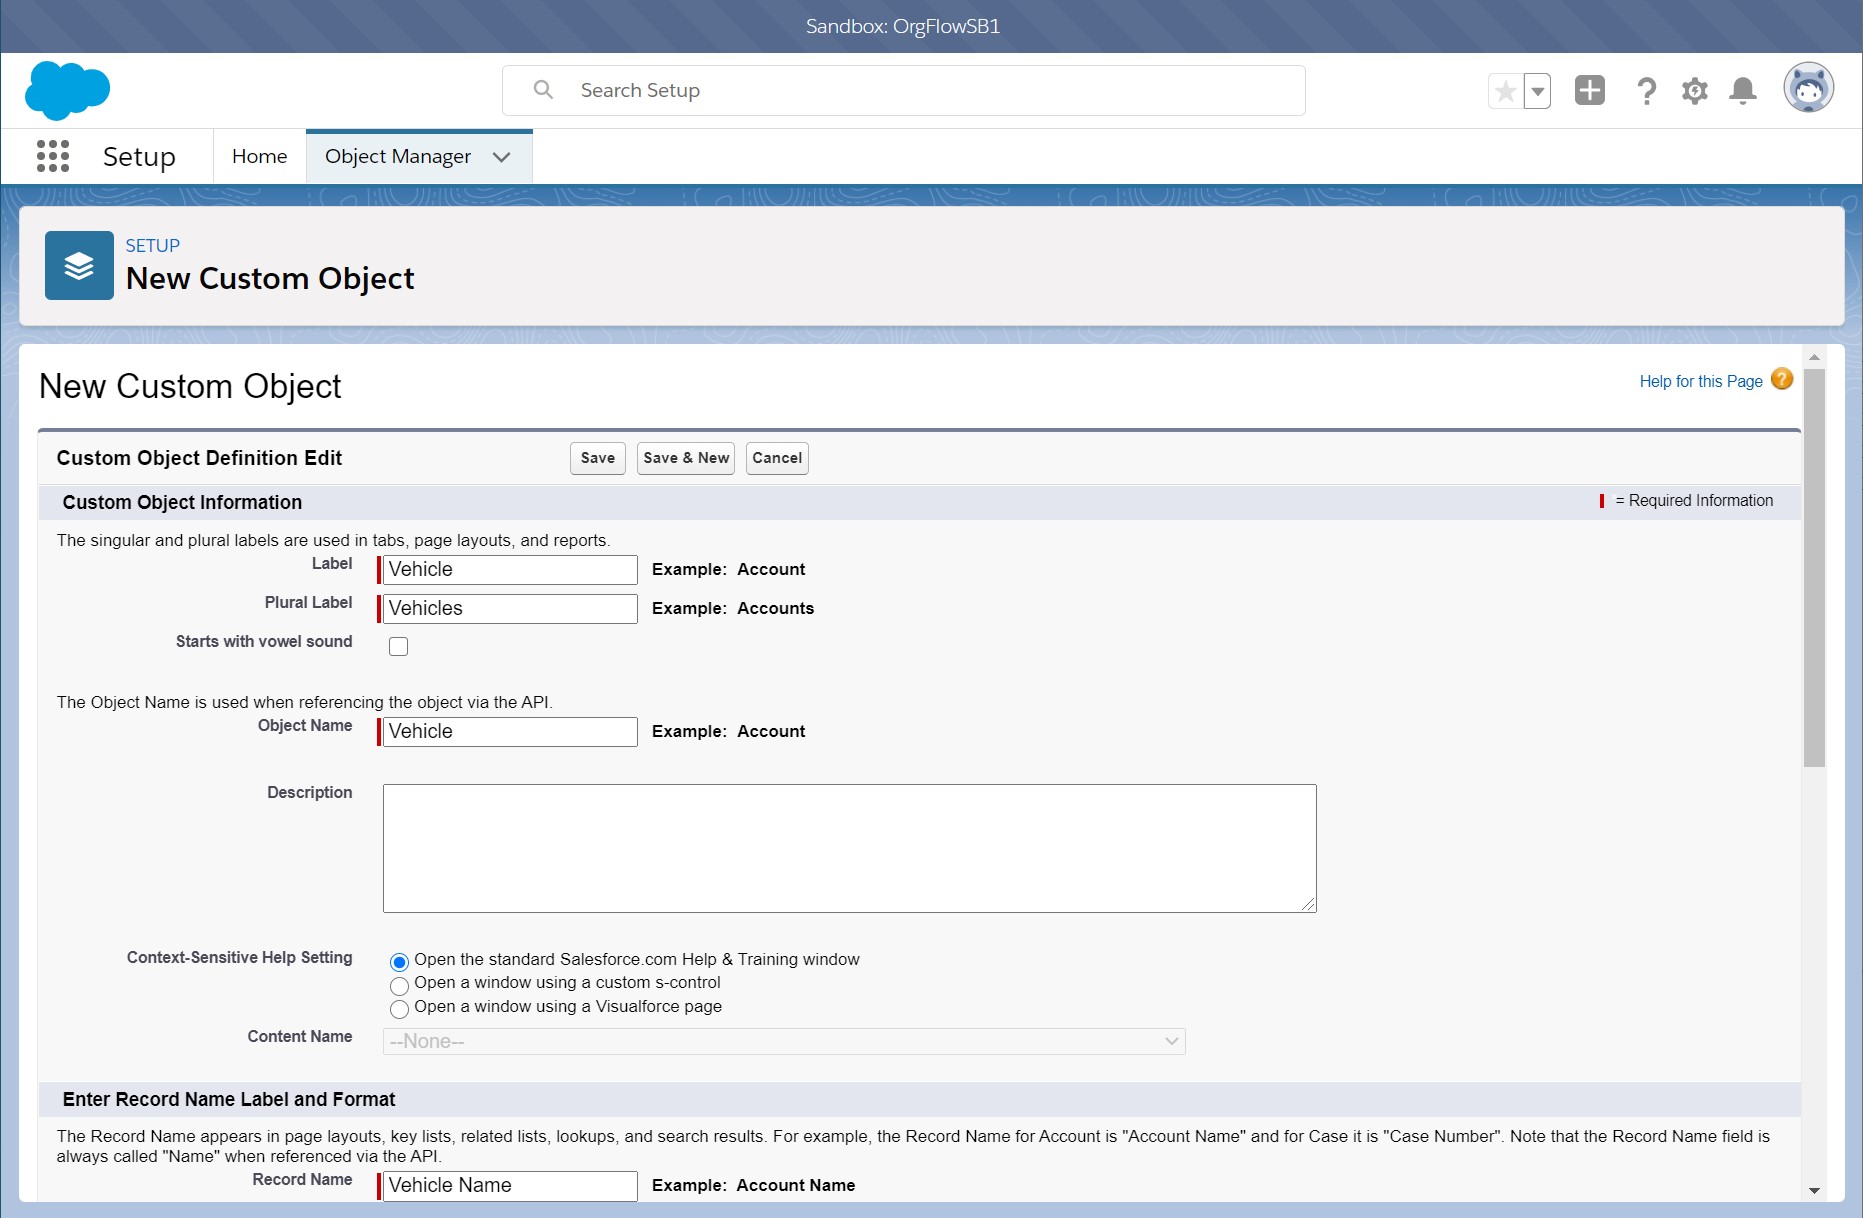 Sandbox: OrgFlowSB1
Search Setup
Setup
Home
Object Manager
SETUP
New Custom Object
New Custom Object
Help for this Page
Custom Object Definition Edit
Save
Save & New
Cancel
Custom Object Information
= Required Information
The singular and plural labels are used in tabs, page layouts, and reports.
Label
Vehicle
Example: Account
Plural Label
Vehicles
Example: Accounts
Starts with vowel sound
The Object Name is used when referencing the object via the API.
Object Name
Vehicle
Example: Account
Description
Context-Sensitive Help Setting
Open the standard Salesforce.com Help & Training window
Open a window using a custom s-control
Open a window using a Visualforce page
Content Name
--None--
Enter Record Name Label and Format
The Record Name appears in page layouts, key lists, related lists, lookups, and search results. For example, the Record Name for Account is "Account Name" and for Case it is "Case Number". Note that the Record Name field is
always called "Name" when referenced via the API.
Record Name
Vehicle Name
Example: Account Name